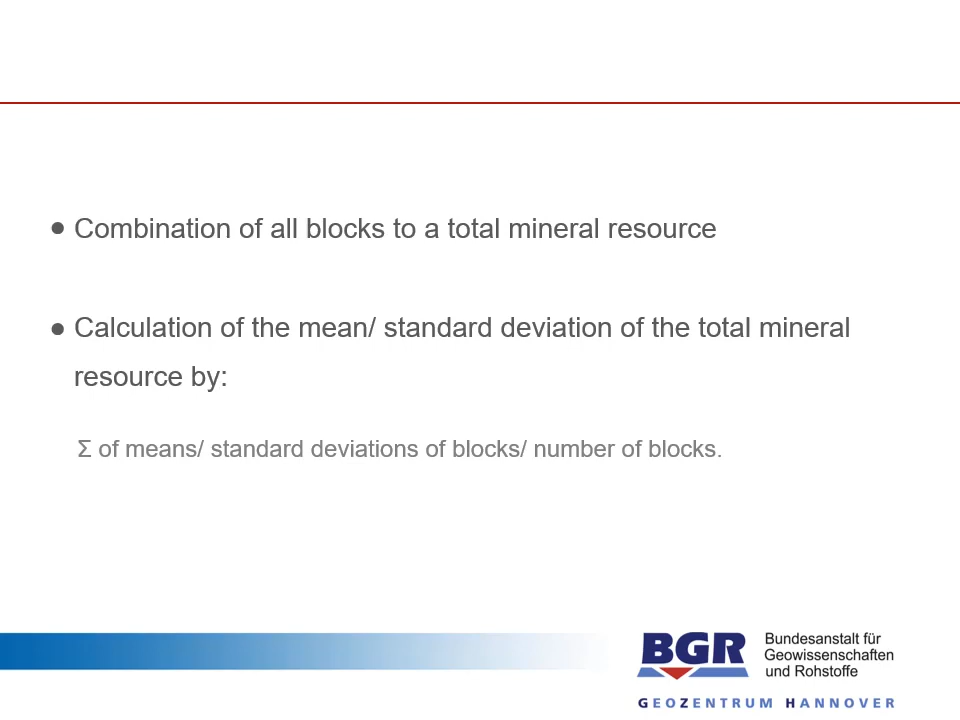 ● Combination of all blocks to a total mineral resource
● Calculation of the mean/ standard deviation of the total mineral
resource by:
Σ of means/ standard deviations of blocks/ number of blocks.
BGR
Bundesanstalt für
Geowissenschaften
und Rohstoffe
GEOZENTRUM HANNOVER